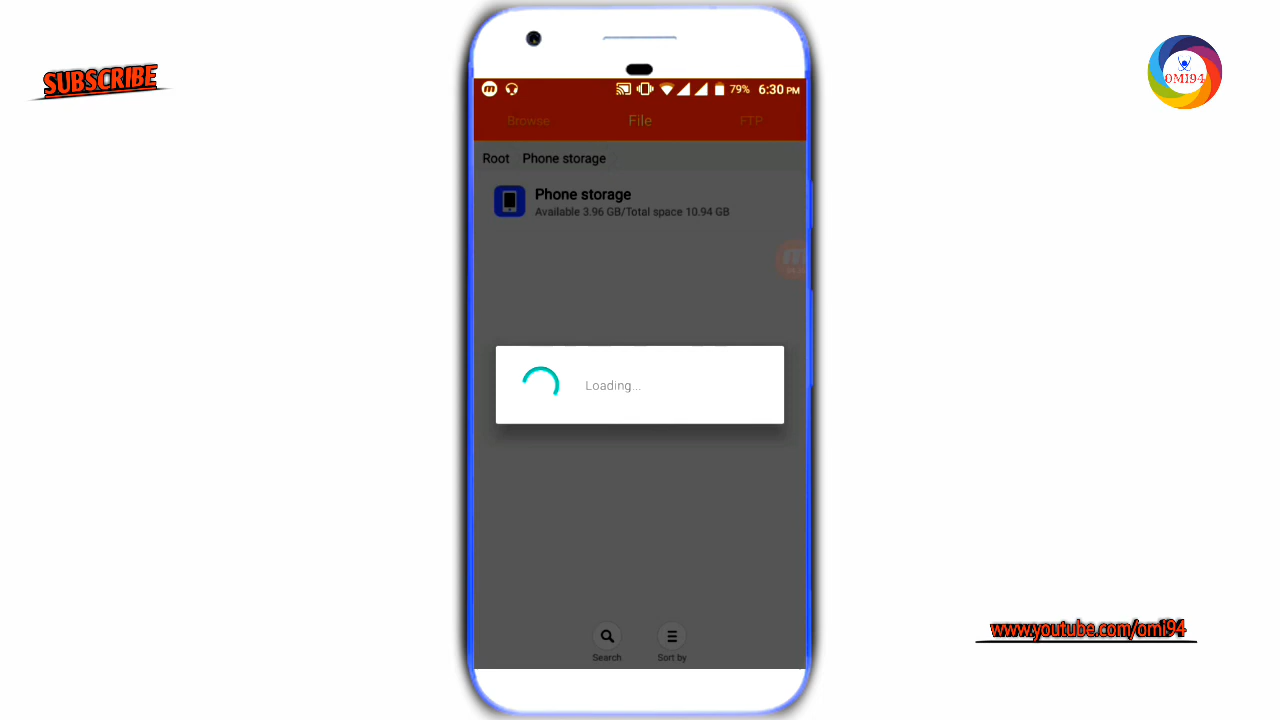 SUBSCRIBE
OMI94
79% 6:30 PM
Browse File FTP
Root Phone storage
Phone storage
Available 3.96 GB/Total space 10.94 GB
Loading...
www.youtube.com/omi94
Search Sort by